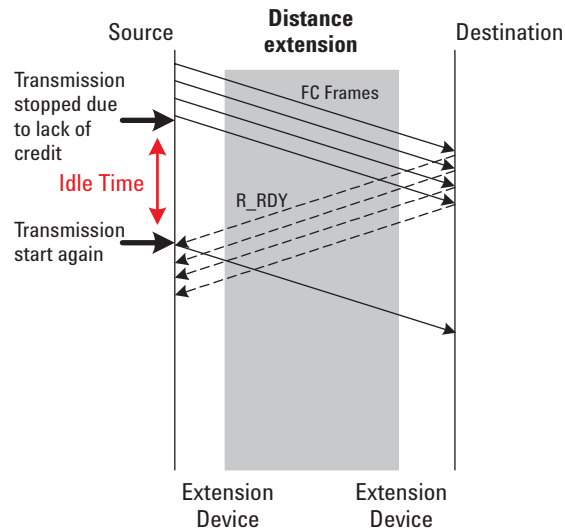 Distance
extension
Source
Destination
Transmission
stopped due
to lack of
credit
FC Frames
Idle Time
R_RDY
Transmission
start again
Extension
Device
Extension
Device